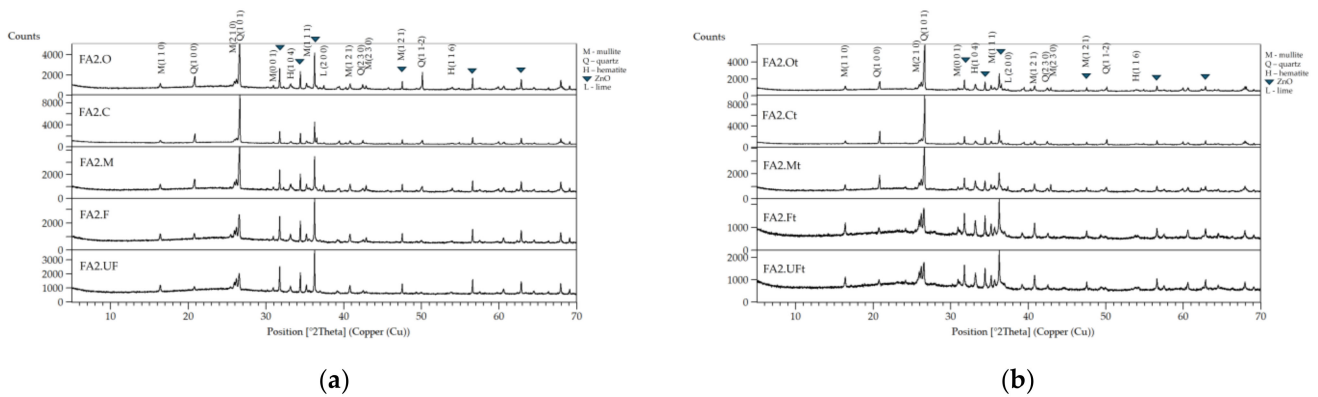 Counts
M(1 1 0)
Q(1 0 0)
M(2 1 0)
Q(1 0 1)
M(0 0 1)
H(1 0 4)
M(1 1 1)
L (2 0 0)
M(1 2 1)
Q(2 3 0)
M(2 3 0)
M(1 2 1)
Q(1 1-2)
H(1 1 6)
M - mullite
Q – quartz
H – hematite
ZnO
L - lime
4000
FA2.O
2000
0
8000
FA2.C
4000
0
FA2.M
2000
0
FA2.F
2000
0
3000
FA2.UF
2000
1000
0
10 20 30 40 50 60 70
Position [°2Theta] (Copper (Cu))
(a)
Counts
M(1 1 0)
Q(1 0 0)
M(2 1 0)
Q(1 0 1)
M(0 0 1)
H(1 0 4)
M(1 1 1)
L (2 0 0)
M(1 2 1)
Q(2 3 0)
M(2 3 0)
M(1 2 1)
Q(1 1-2)
H(1 1 6)
M - mullite
Q – quartz
H – hematite
ZnO
L - lime
4000
FA2.Ot
2000
0
8000
FA2.Ct
4000
0
FA2.Mt
2000
0
FA2.Ft
1000
0
2000
FA2.UFt
1000
0
10 20 30 40 50 60 70
Position [°2Theta] (Copper (Cu))
(b)